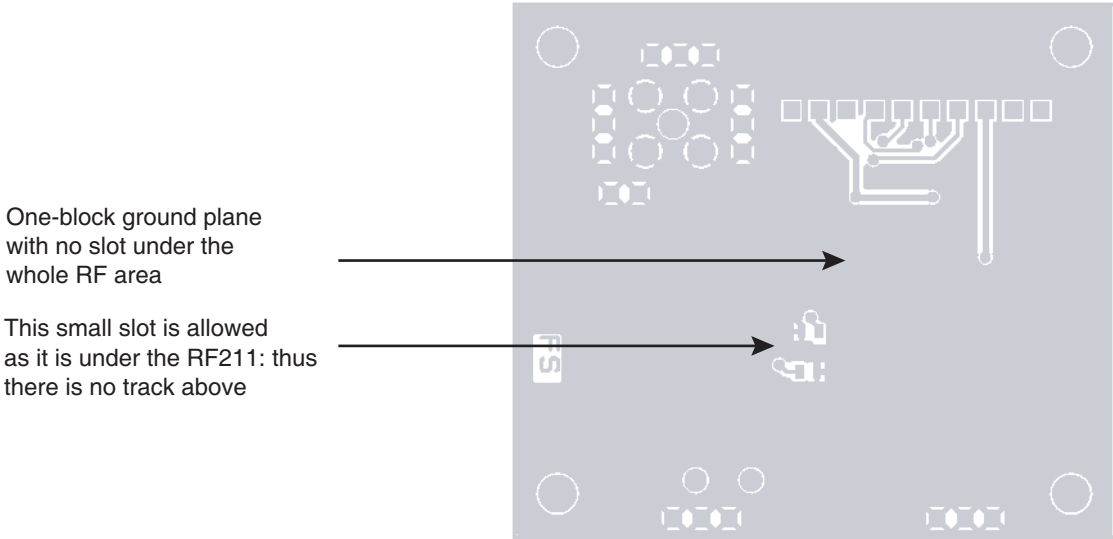 One-block ground plane
with no slot under the
whole RF area
This small slot is allowed
as it is under the RF211: thus
there is no track above
FS